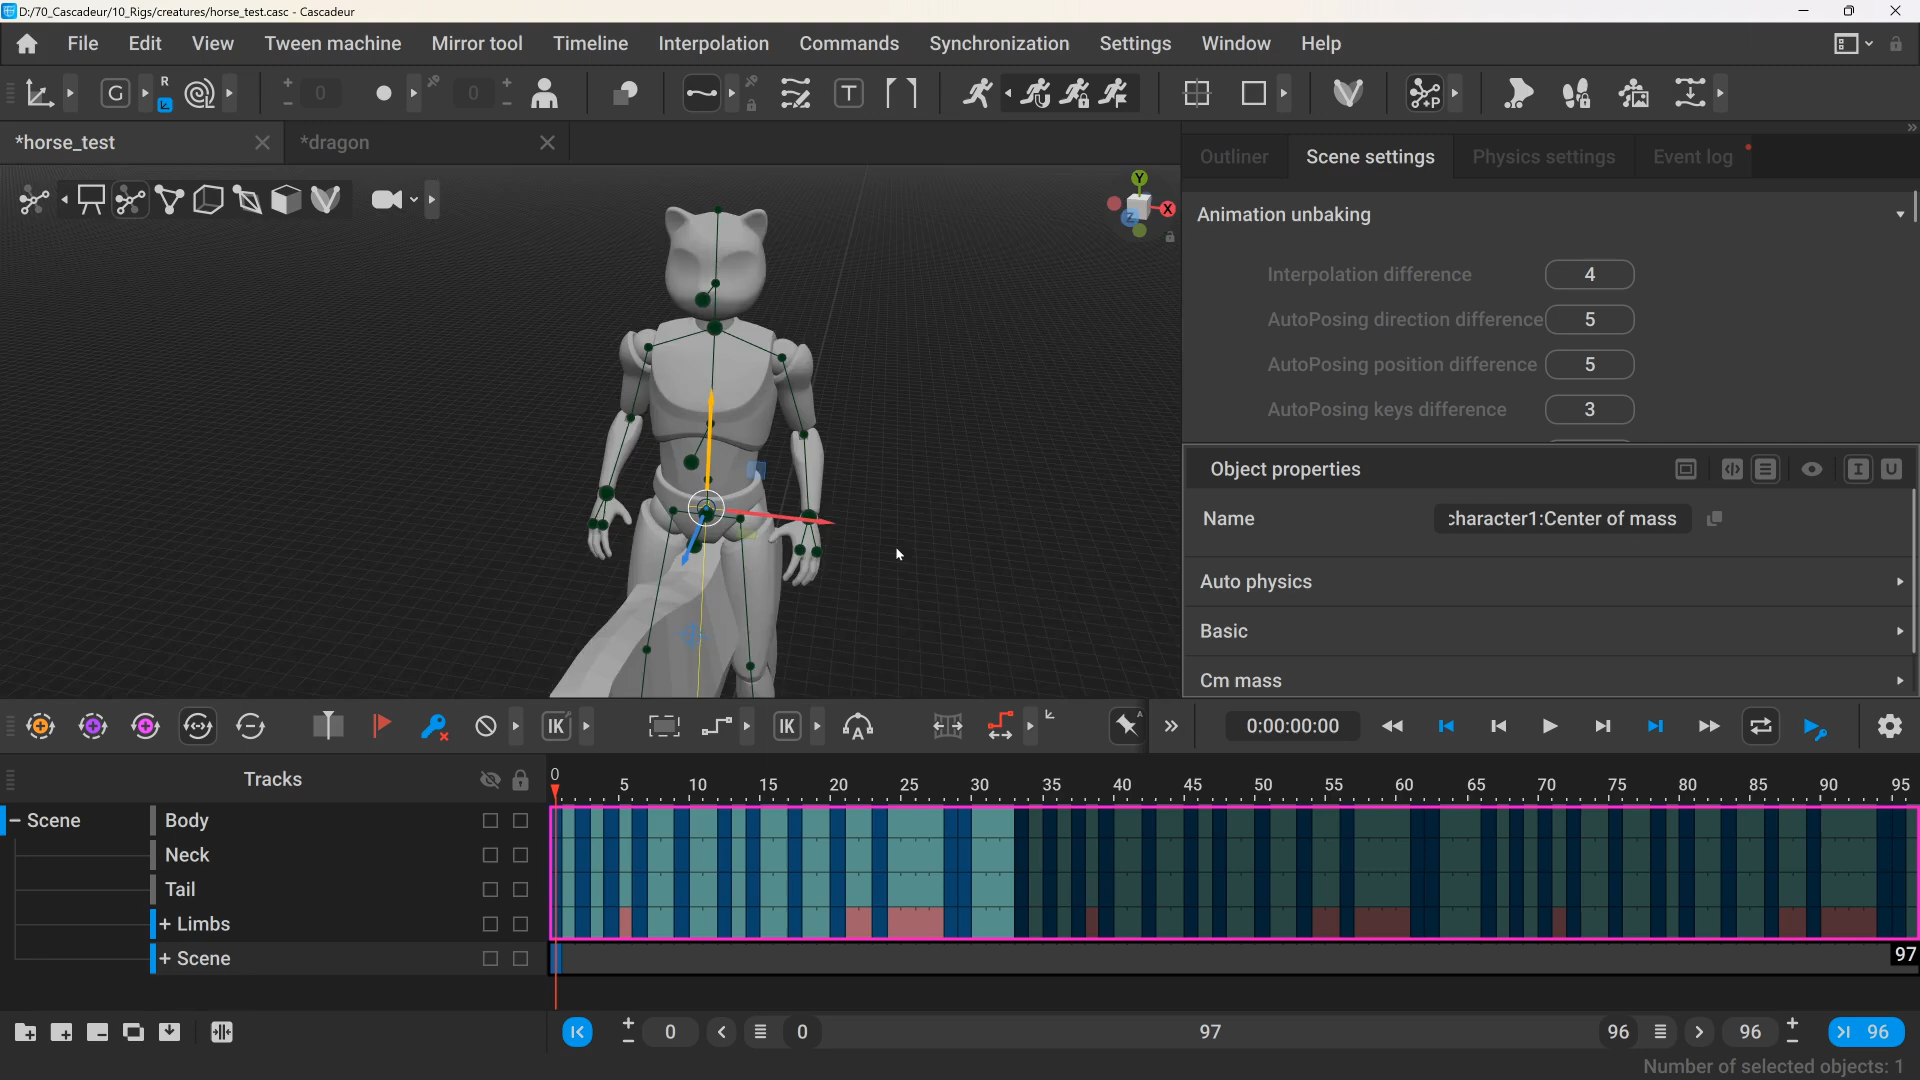 D:/70_Cascadeur/10_Rigs/creatures/horse_test.casc - Cascadeur
File Edit View Tween machine Mirror tool Timeline Interpolation Commands Synchronization Settings Window Help
G R 0 0 T +P
*horse_test *dragon
Outliner Scene settings Physics settings Event log
Y X Z
Animation unbaking
Interpolation difference 4
AutoPosing direction difference 5
AutoPosing position difference 5
AutoPosing keys difference 3
Object properties I U
Name character1:Center of mass
Auto physics
Basic
Cm mass
IK IK A A 0:00:00:00
Tracks
0 5 10 15 20 25 30 35 40 45 50 55 60 65 70 75 80 85 90 95
Scene Body
Neck
Tail
+ Limbs
+ Scene 97
0 0 97 96 96 96
Number of selected objects: 1